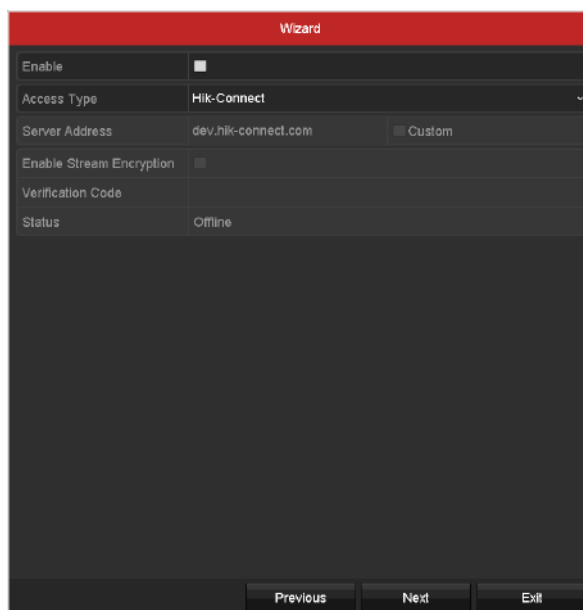 Wizard
Enable
Access Type Hik-Connect
Server Address dev.hik-connect.com Custom
Enable Stream Encryption
Verification Code
Status Offline
Previous Next Exit